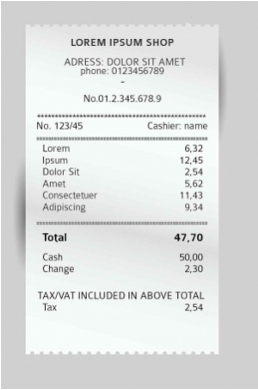 LOREM IPSUM SHOP
ADRESS: DOLOR SIT AMET
phone: 0123456789
-
No.01.2.345.678.9
No. 123/45 Cashier: name
Lorem 6,32
Ipsum 12,45
Dolor Sit 2,54
Amet 5,62
Consectetuer 11,43
Adipiscing 9,34
Total 47,70
Cash 50,00
Change 2,30
TAX/VAT INCLUDED IN ABOVE TOTAL
Tax 2,54